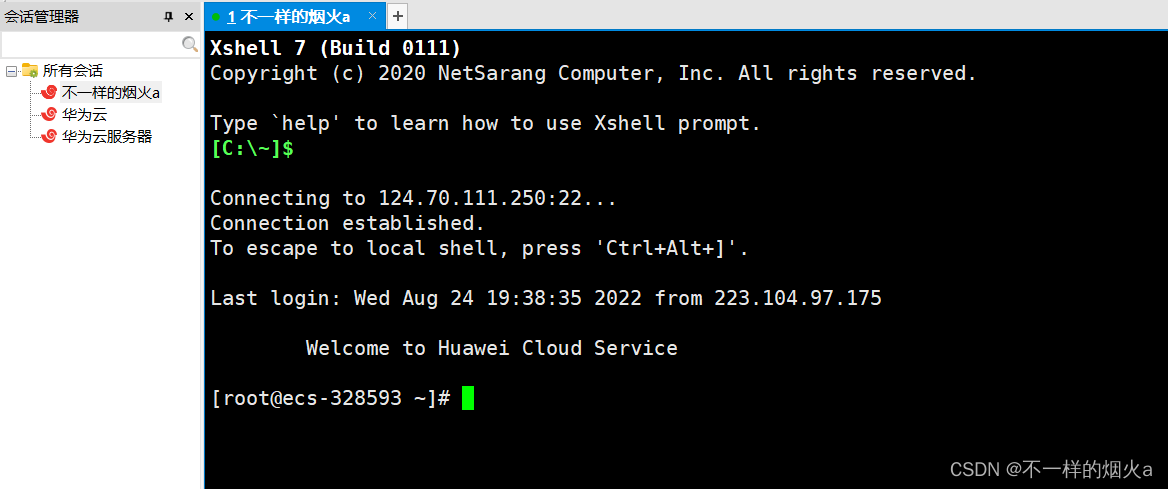 会话管理器
所有会话
不一样的烟火a
华为云
华为云服务器
1 不一样的烟火a
Xshell 7 (Build 0111)
Copyright (c) 2020 NetSarang Computer, Inc. All rights reserved.
Type `help' to learn how to use Xshell prompt.
[C:\~]$
Connecting to 124.70.111.250:22...
Connection established.
To escape to local shell, press 'Ctrl+Alt+]'.
Last login: Wed Aug 24 19:38:35 2022 from 223.104.97.175
Welcome to Huawei Cloud Service
[root@ecs-328593 ~]#
CSDN @不一样的烟火a